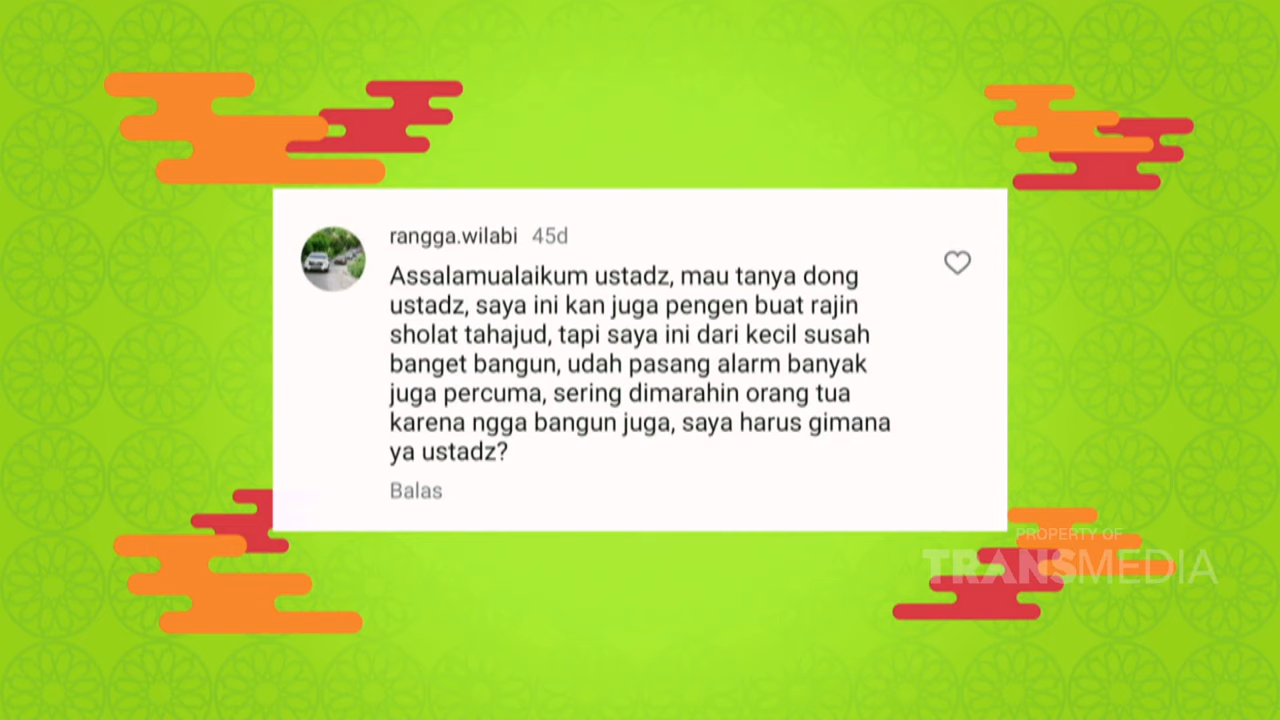 rangga.wilabi 45d
Assalamualaikum ustadz, mau tanya dong
ustadz, saya ini kan juga pengen buat rajin
sholat tahajud, tapi saya ini dari kecil susah
banget bangun, udah pasang alarm banyak
juga percuma, sering dimarahin orang tua
karena ngga bangun juga, saya harus gimana
ya ustadz?
Balas
PROPERTY OF
TRANSMEDIA